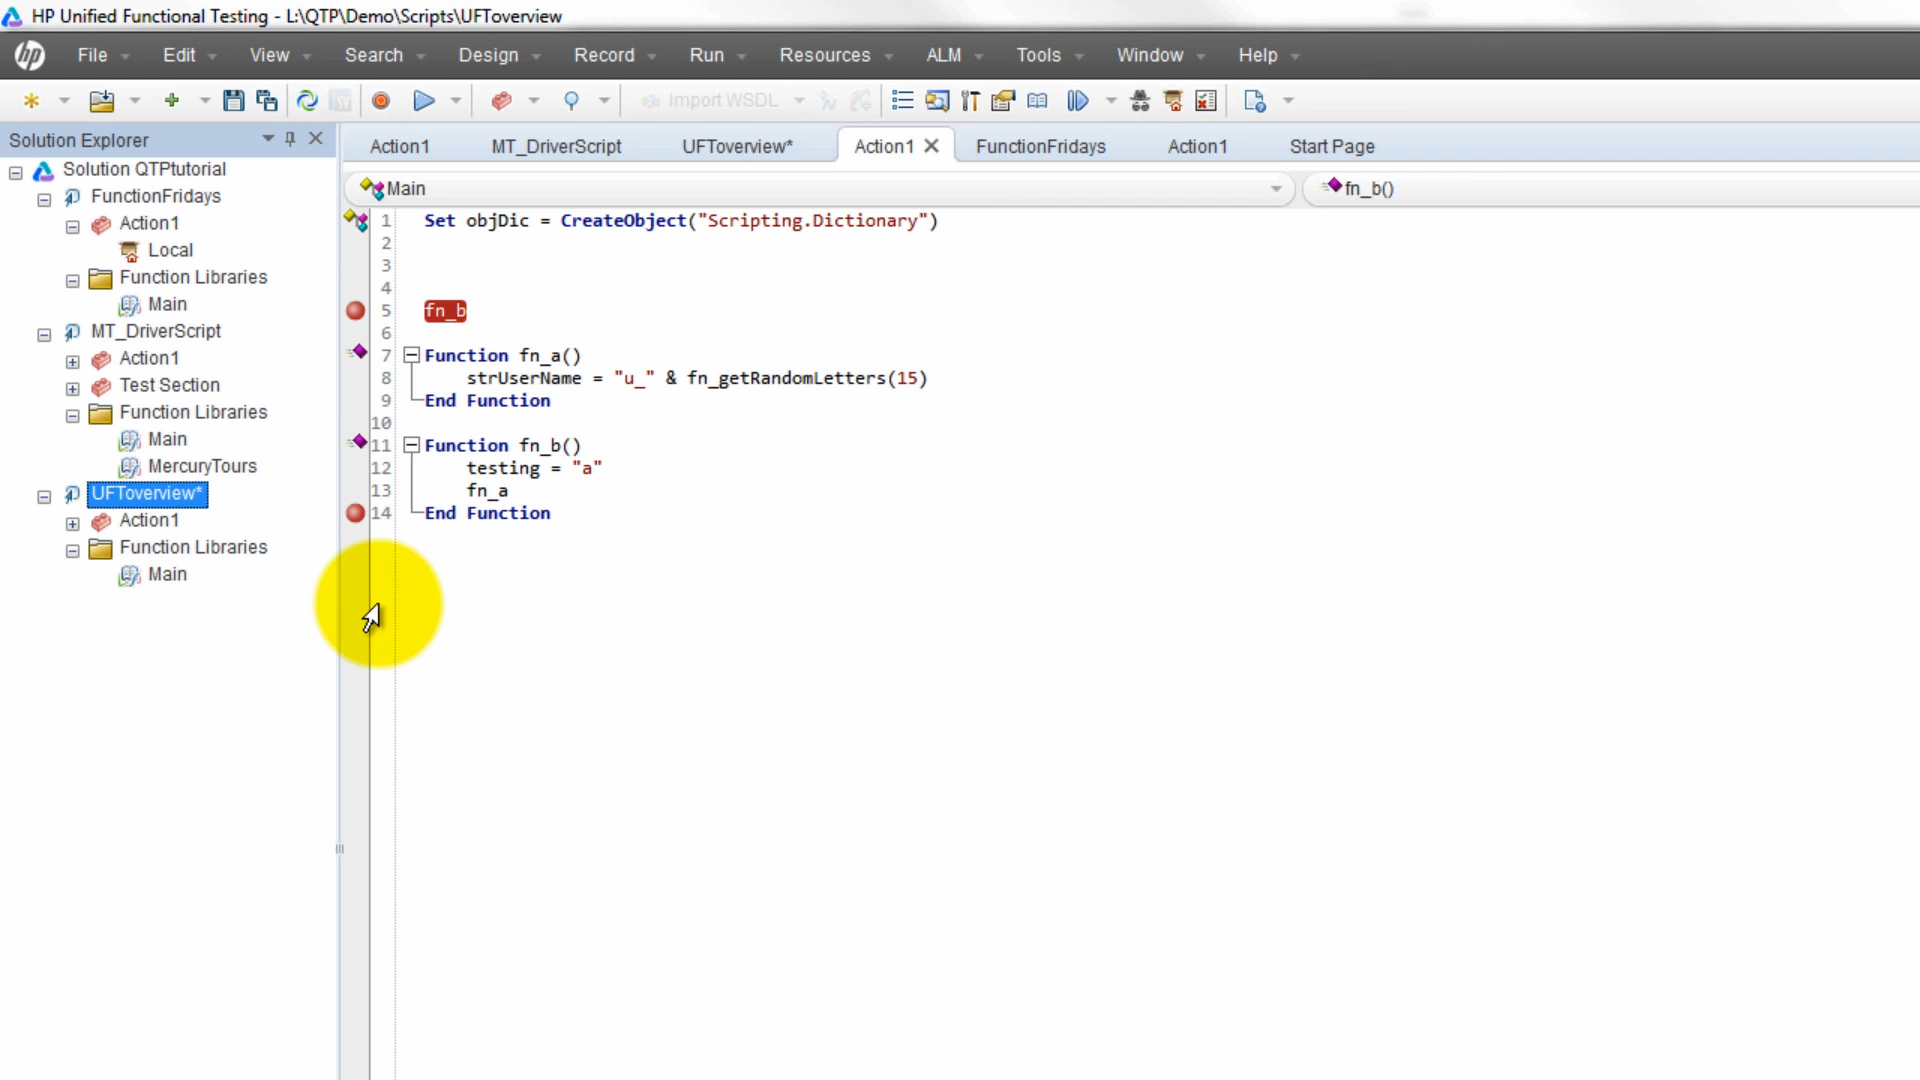 HP Unified Functional Testing - L:\QTP\Demo\Scripts\UFToverview
hp File Edit View Search Design Record Run Resources ALM Tools Window Help
Import WSDL
Solution Explorer
Solution QTPtutorial
FunctionFridays
Action1
Local
Function Libraries
Main
MT_DriverScript
Action1
Test Section
Function Libraries
Main
MercuryTours
UFToverview*
Action1
Function Libraries
Main
Action1 MT_DriverScript UFToverview* Action1 FunctionFridays Action1 Start Page
Main fn_b()
1 Set objDic = CreateObject("Scripting.Dictionary")
2
3
4
5 fn_b
6
7 Function fn_a()
8 strUserName = "u_" & fn_getRandomLetters(15)
9 End Function
10
11 Function fn_b()
12 testing = "a"
13 fn_a
14 End Function